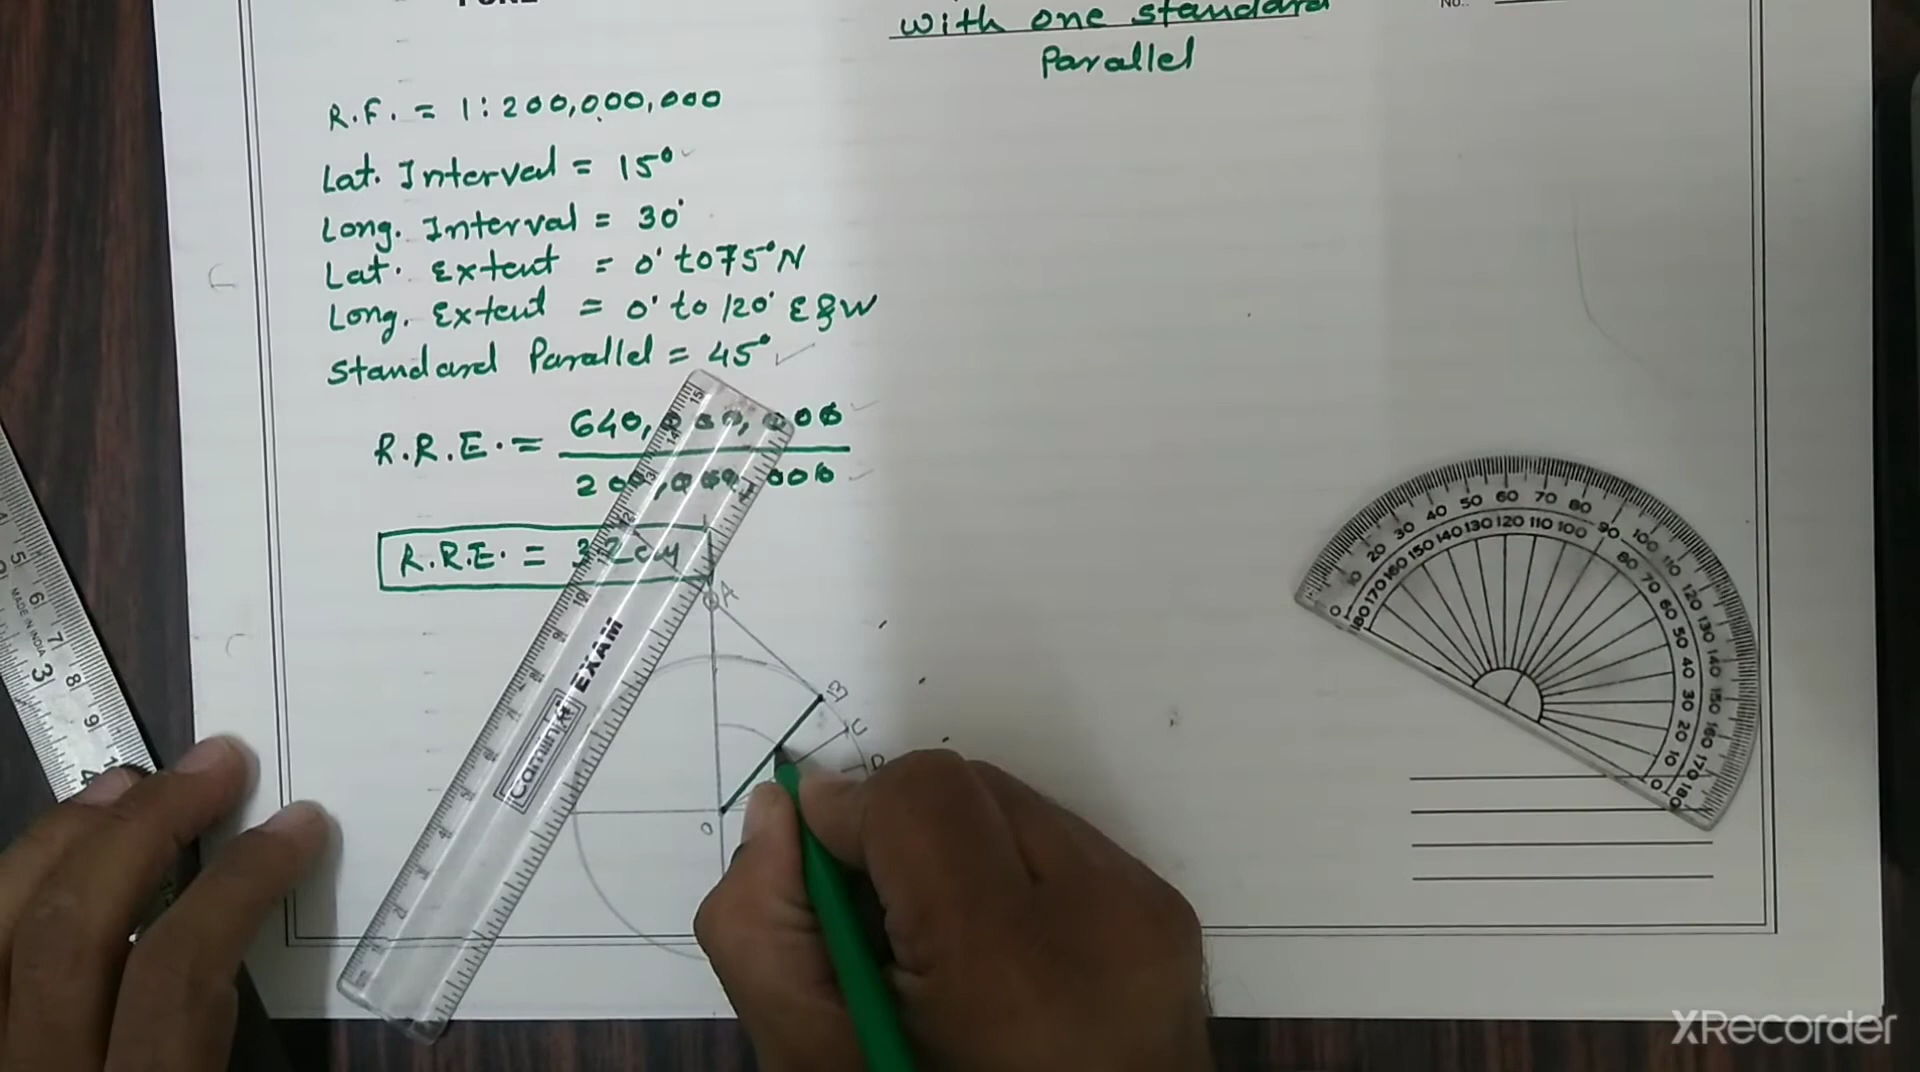 with one standard
Parallel
No..
R.F. = 1:200,000,000
Lat. Interval = 15°
Long. Interval = 30°
Lat. Extent = 0° to 75° N
Long. Extent = 0° to 120° E & W
Standard Parallel = 45°
R.R.E. = 640,000,000
200,000,000
R.R.E. = 3.2 cm
A
B
C
D
O
Camlin
EXAM
MADE IN INDIA
XRecorder